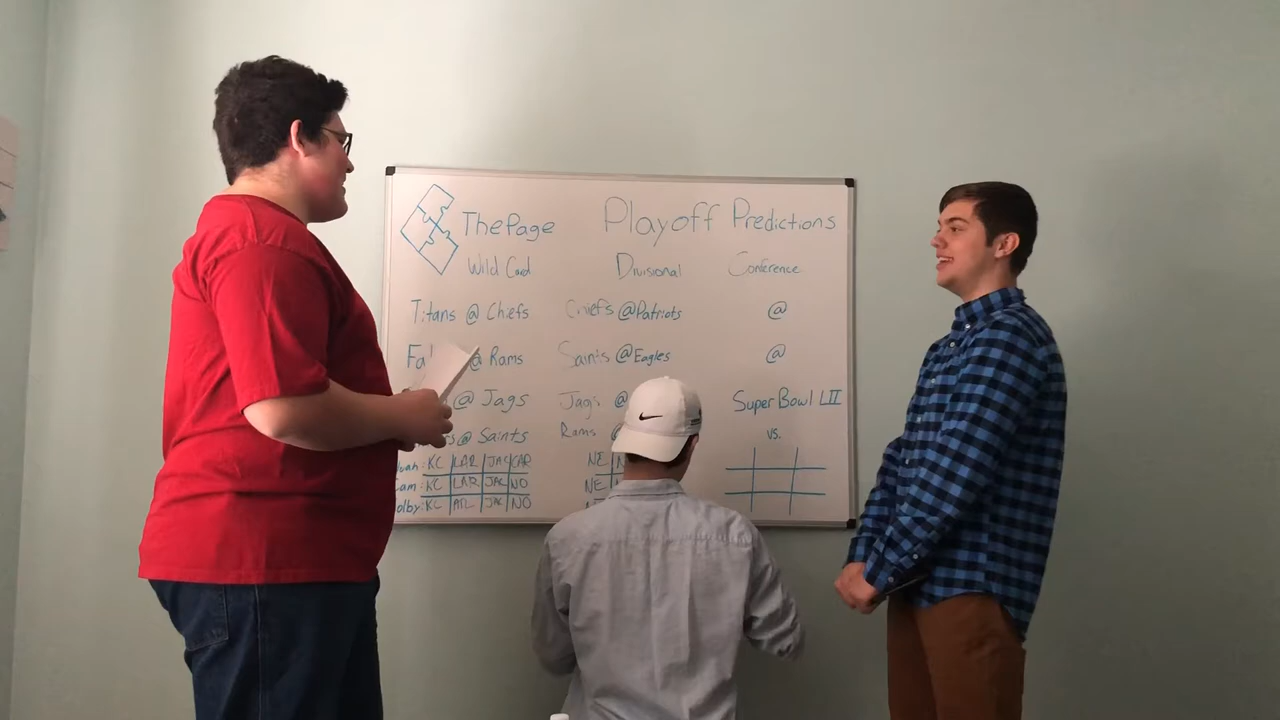 ThePage Playoff Predictions
Wild Card Divisional Conference
Titans @ Chiefs Chiefs @Patriots @
@ Rams Saints @Eagles @
@ Jags Jags @ Super Bowl LII
@ Saints Rams vs.
KC LAR JAC CAR NE
KC LAR JAC NO NE
KC ATL JAC NO